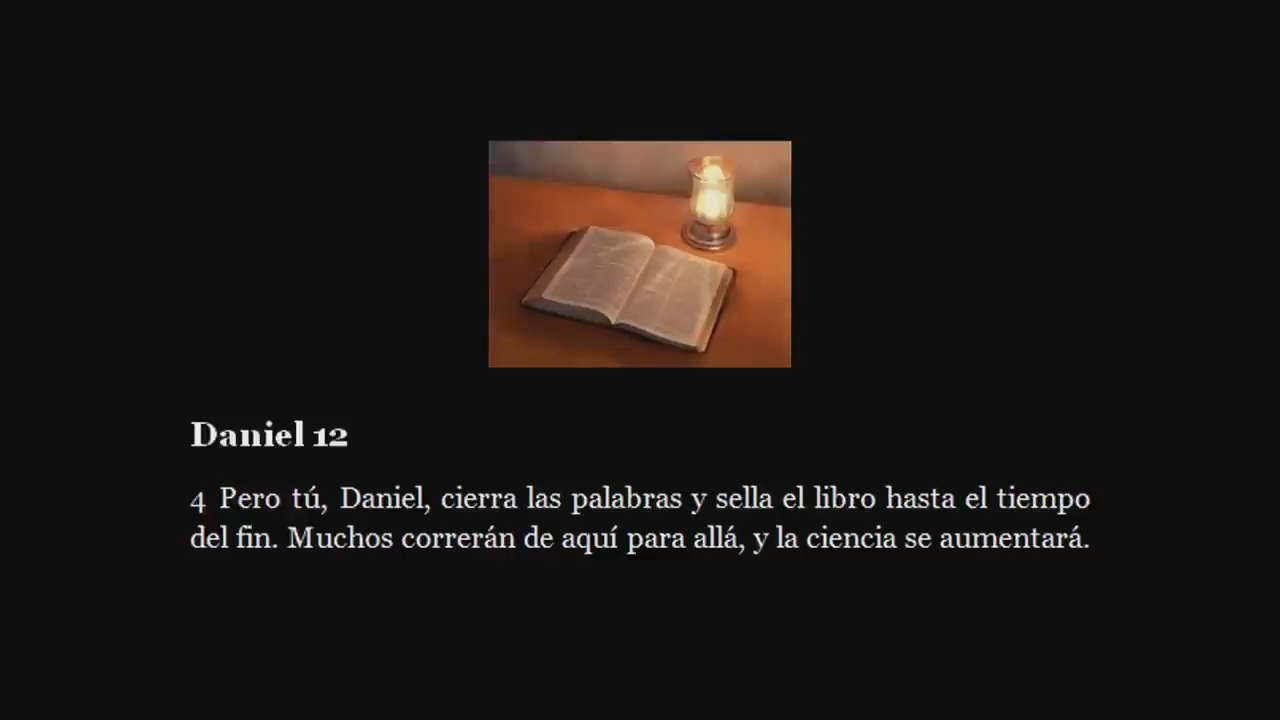 Daniel 12
4 Pero tú, Daniel, cierra las palabras y sella el libro hasta el tiempo
del fin. Muchos correrán de aquí para allá, y la ciencia se aumentará.